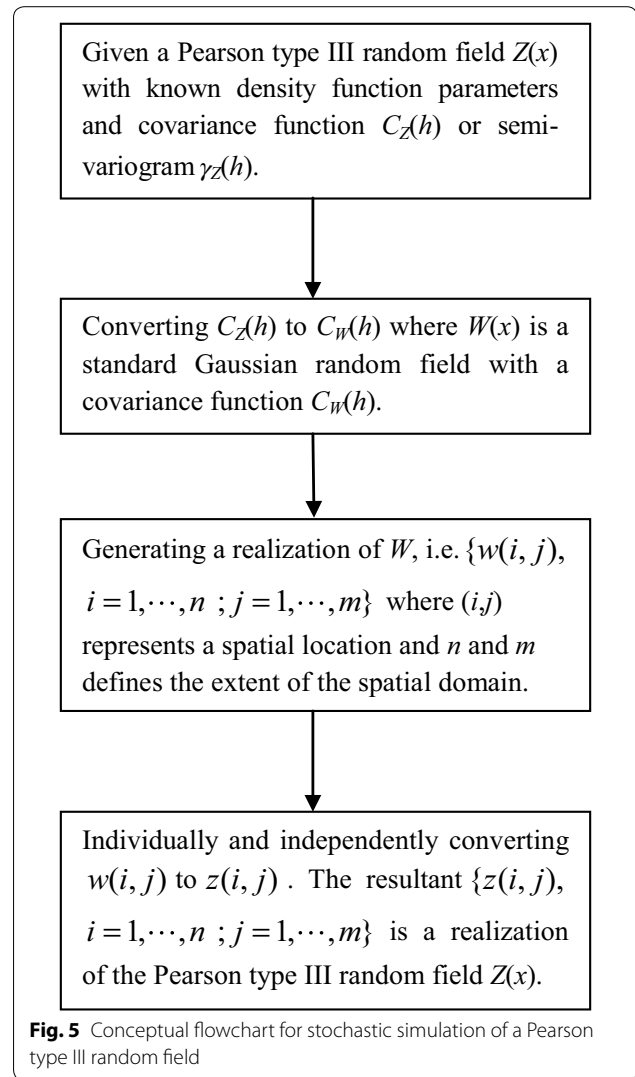 Given a Pearson type III random field Z(x)
with known density function parameters
and covariance function C_Z(h) or semi-
variogram γ_Z(h).
Converting C_Z(h) to C_W(h) where W(x) is a
standard Gaussian random field with a
covariance function C_W(h).
Generating a realization of W, i.e. {w(i, j),
i = 1,⋯,n ; j = 1,⋯,m} where (i,j)
represents a spatial location and n and m
defines the extent of the spatial domain.
Individually and independently converting
w(i, j) to z(i, j) . The resultant {z(i, j),
i = 1,⋯,n ; j = 1,⋯,m} is a realization
of the Pearson type III random field Z(x).
Fig. 5 Conceptual flowchart for stochastic simulation of a Pearson
type III random field